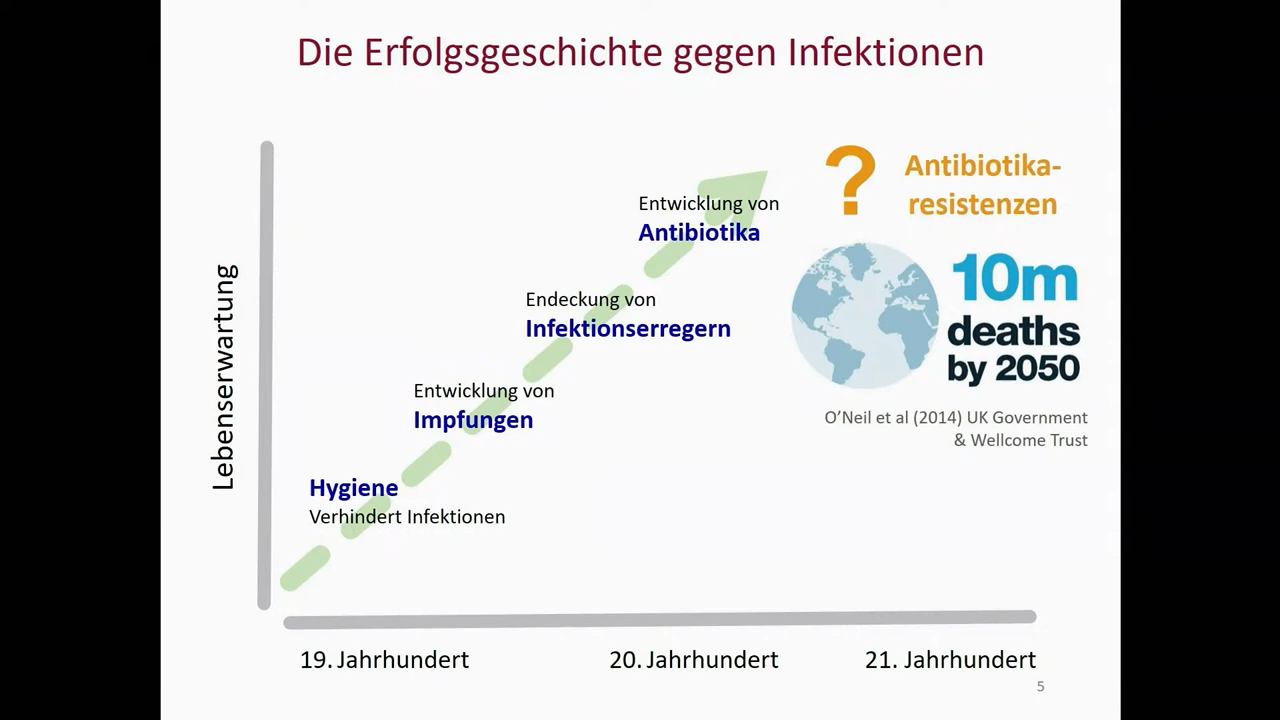 Die Erfolgsgeschichte gegen Infektionen
Lebenserwartung
Hygiene
Verhindert Infektionen
Entwicklung von
Impfungen
Endeckung von
Infektionserregern
Entwicklung von
Antibiotika
?
Antibiotika-
resistenzen
10m
deaths
by 2050
O’Neil et al (2014) UK Government
& Wellcome Trust
19. Jahrhundert
20. Jahrhundert
21. Jahrhundert
5